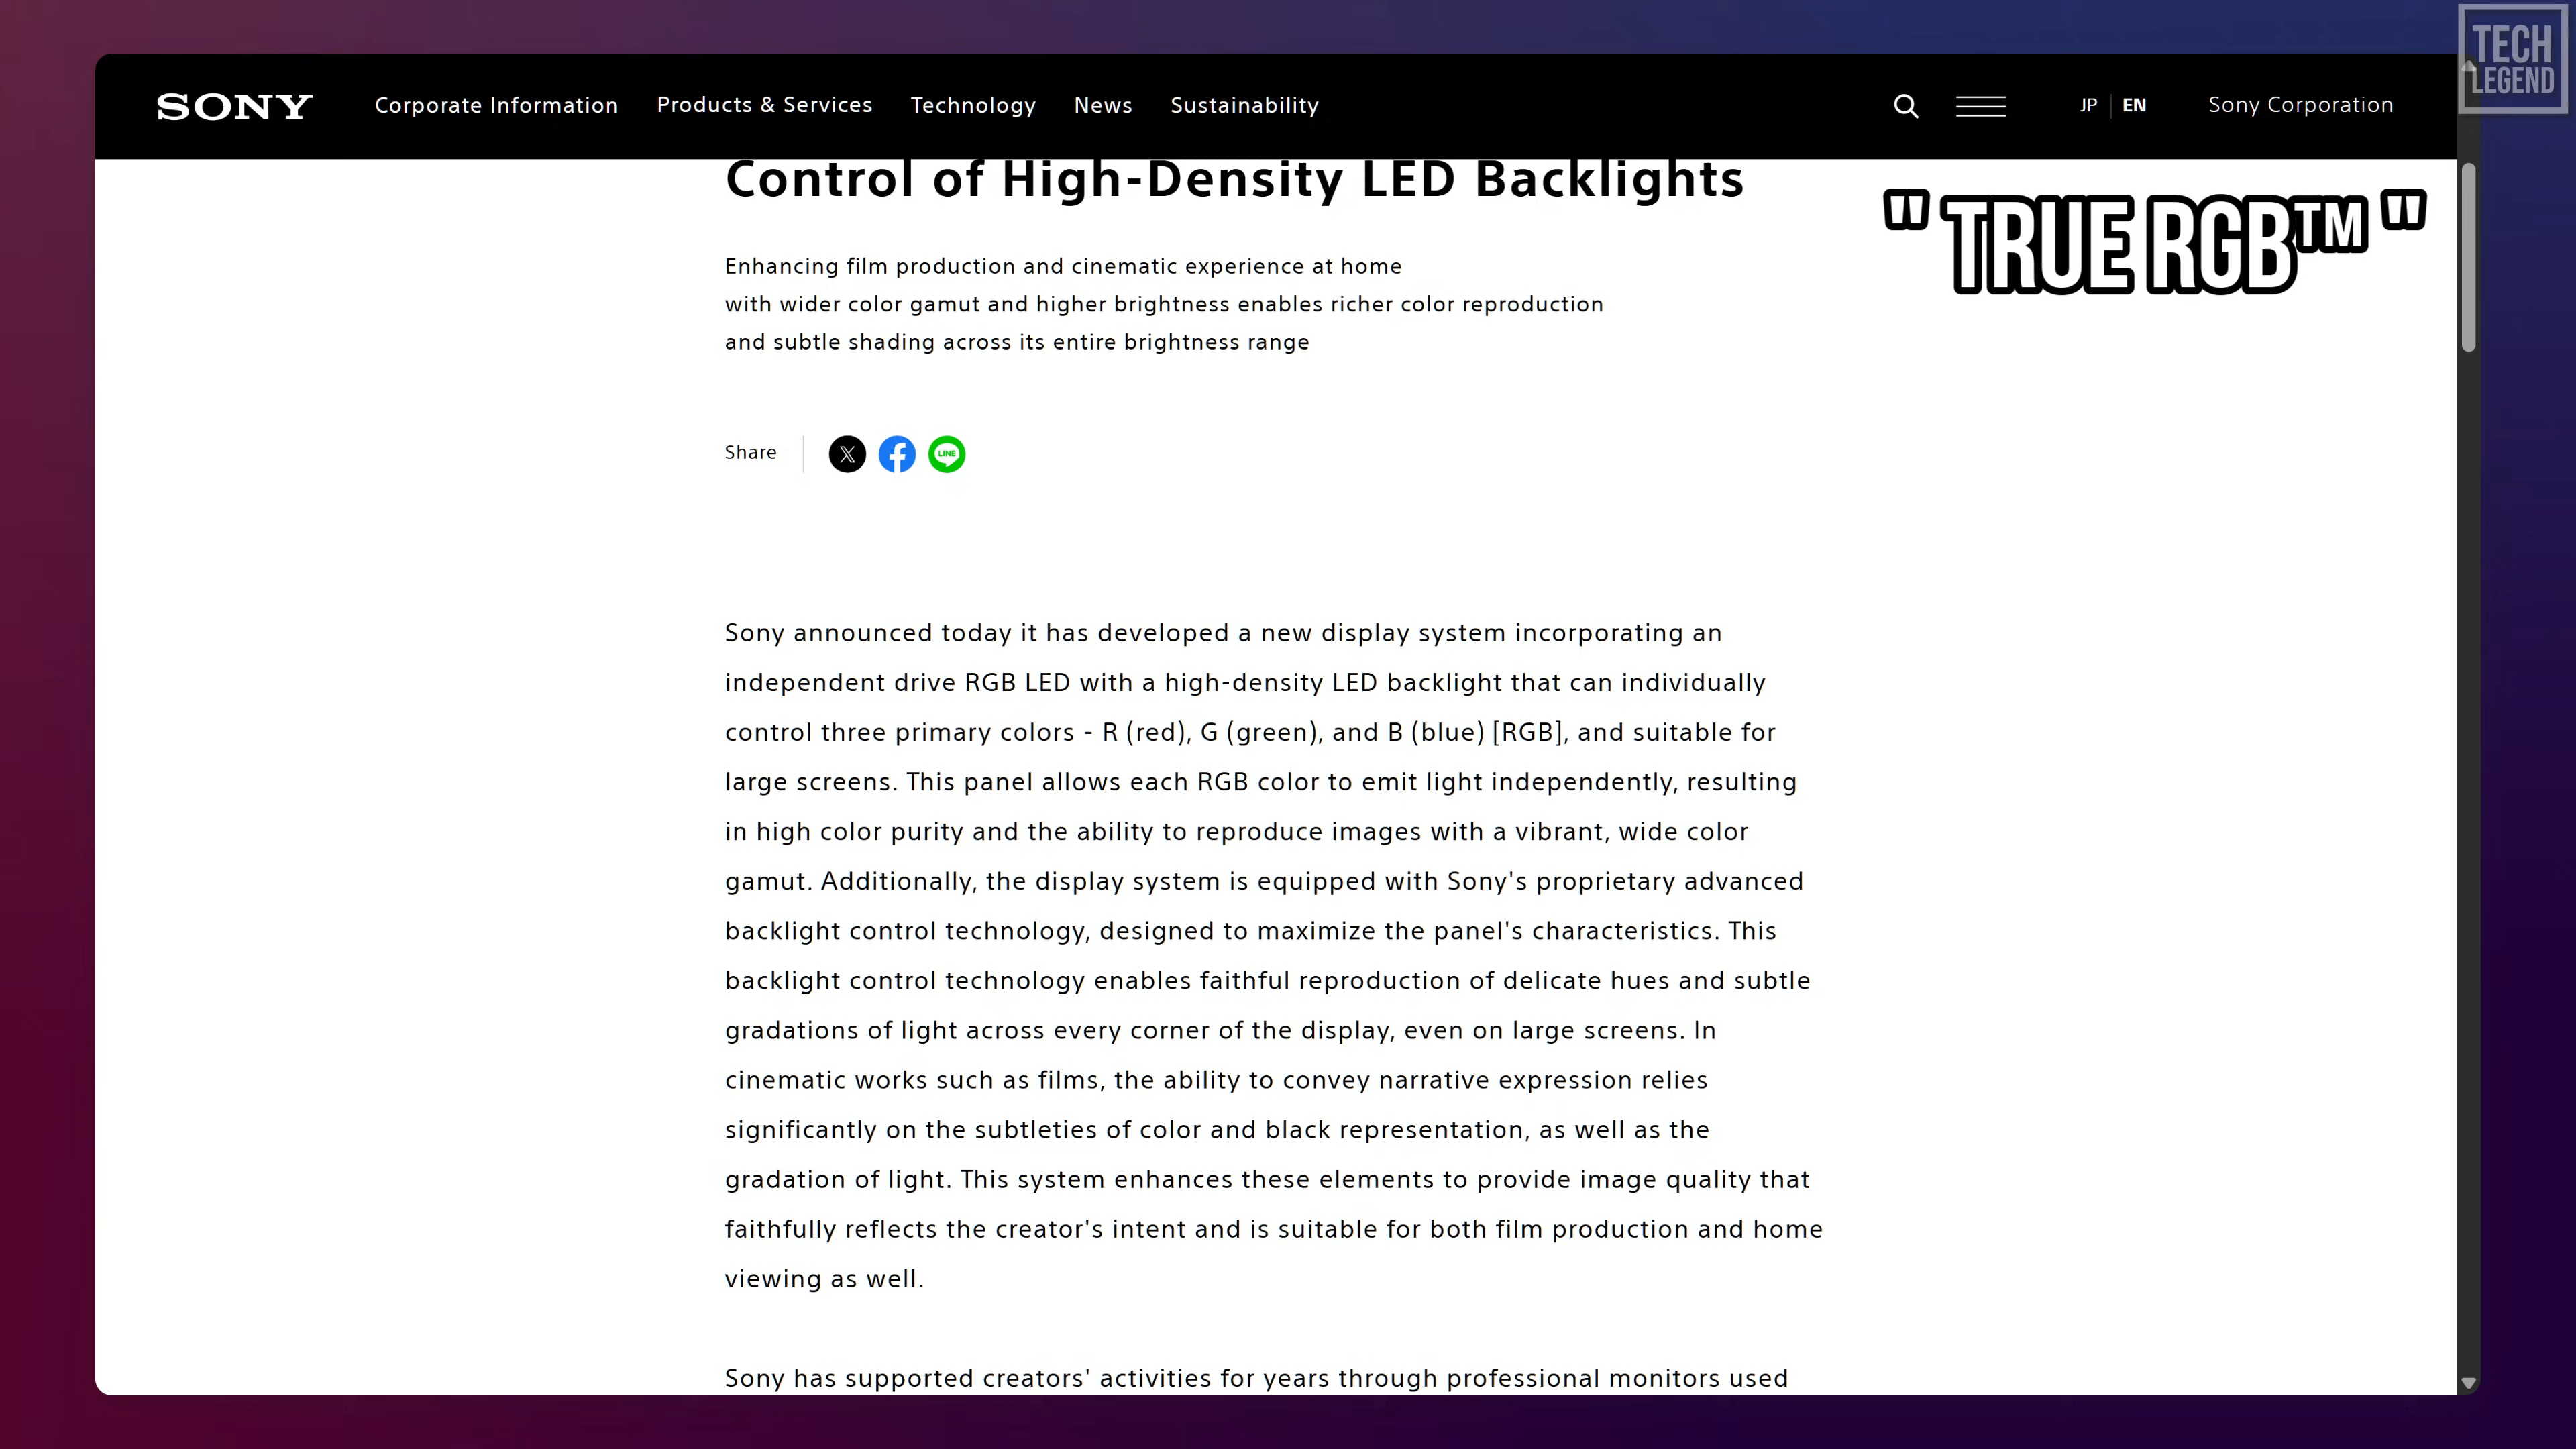 TECH
LEGEND
SONY
Corporate Information
Products & Services
Technology
News
Sustainability
JP
EN
Sony Corporation
Control of High-Density LED Backlights
" TRUE RGB™ "
Enhancing film production and cinematic experience at home
with wider color gamut and higher brightness enables richer color reproduction
and subtle shading across its entire brightness range
Share
X
f
LINE
Sony announced today it has developed a new display system incorporating an
independent drive RGB LED with a high-density LED backlight that can individually
control three primary colors - R (red), G (green), and B (blue) [RGB], and suitable for
large screens. This panel allows each RGB color to emit light independently, resulting
in high color purity and the ability to reproduce images with a vibrant, wide color
gamut. Additionally, the display system is equipped with Sony's proprietary advanced
backlight control technology, designed to maximize the panel's characteristics. This
backlight control technology enables faithful reproduction of delicate hues and subtle
gradations of light across every corner of the display, even on large screens. In
cinematic works such as films, the ability to convey narrative expression relies
significantly on the subtleties of color and black representation, as well as the
gradation of light. This system enhances these elements to provide image quality that
faithfully reflects the creator's intent and is suitable for both film production and home
viewing as well.
Sony has supported creators' activities for years through professional monitors used